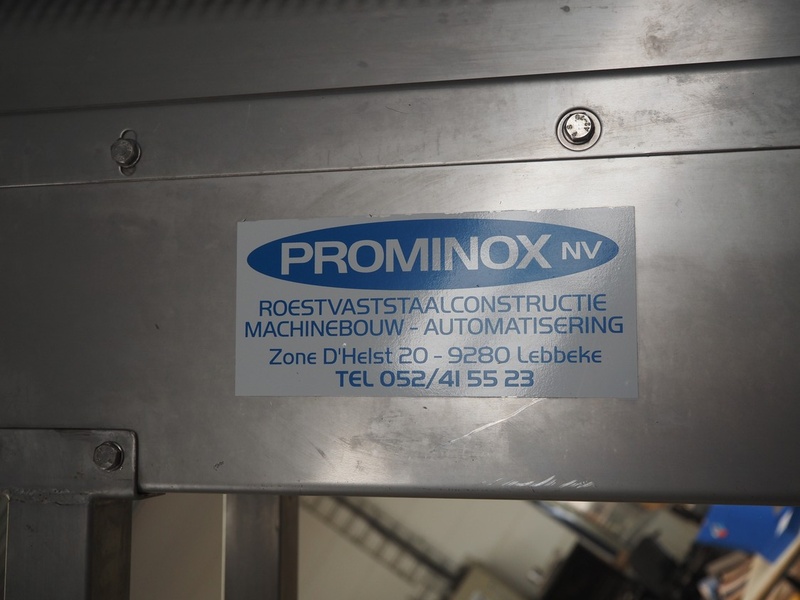 PROMINOX NV
ROESTVASTSTAALCONSTRUCTIE
MACHINEBOUW - AUTOMATISERING
Zone D'Helst 20 - 9280 Lebbeke
TEL 052/41 55 23